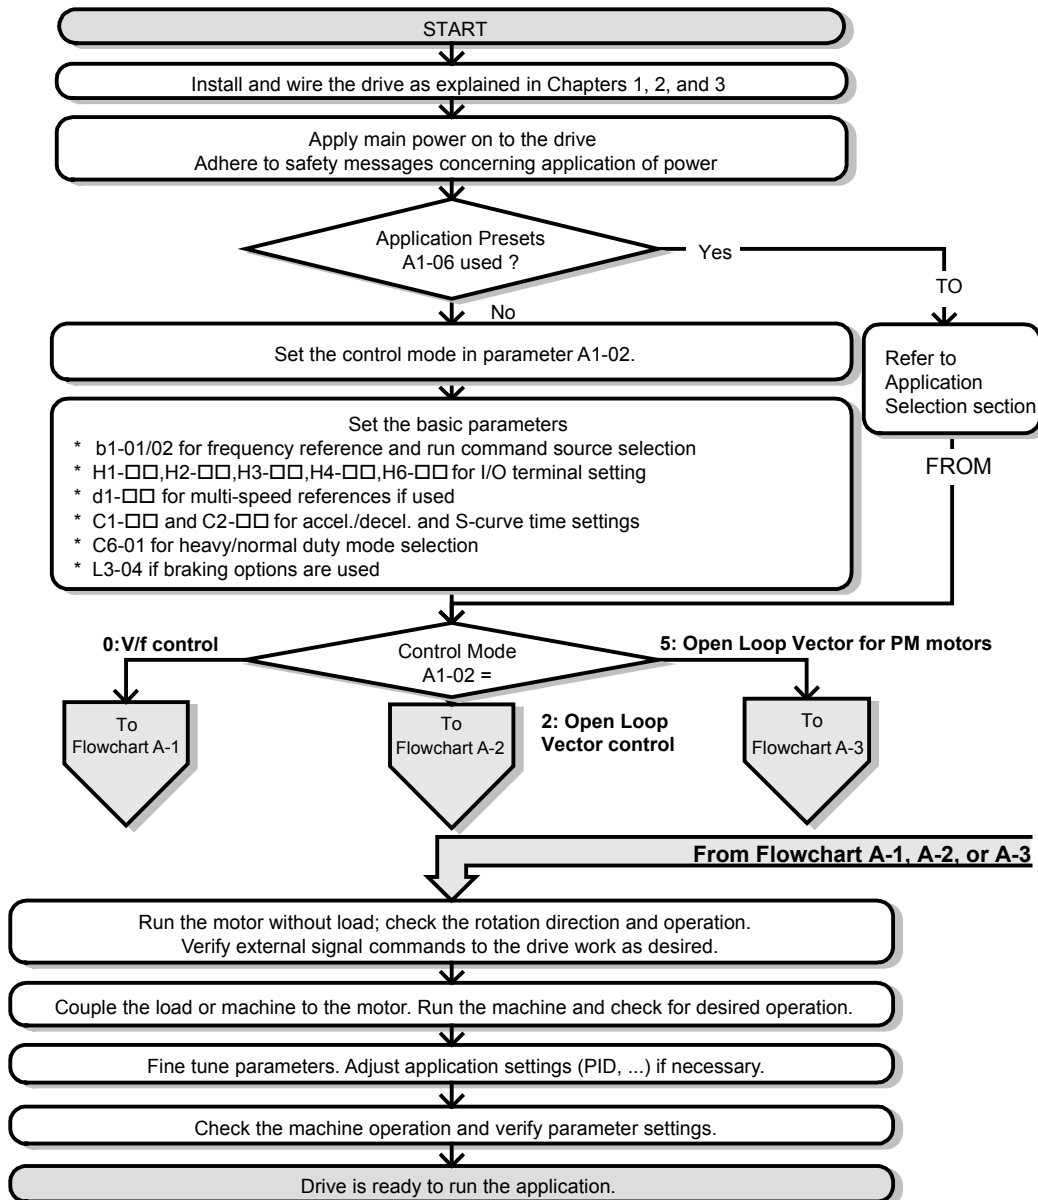 START
Install and wire the drive as explained in Chapters 1, 2, and 3
Apply main power on to the drive
Adhere to safety messages concerning application of power
Application Presets
A1-06 used ?
Yes
No
TO
Set the control mode in parameter A1-02.
Refer to
Application
Selection section
FROM
Set the basic parameters
* b1-01/02 for frequency reference and run command source selection
* H1-□□,H2-□□,H3-□□,H4-□□,H6-□□ for I/O terminal setting
* d1-□□ for multi-speed references if used
* C1-□□ and C2-□□ for accel./decel. and S-curve time settings
* C6-01 for heavy/normal duty mode selection
* L3-04 if braking options are used
0:V/f control
Control Mode
A1-02 =
5: Open Loop Vector for PM motors
To
Flowchart A-1
To
Flowchart A-2
2: Open Loop
Vector control
To
Flowchart A-3
From Flowchart A-1, A-2, or A-3
Run the motor without load; check the rotation direction and operation.
Verify external signal commands to the drive work as desired.
Couple the load or machine to the motor. Run the machine and check for desired operation.
Fine tune parameters. Adjust application settings (PID, ...) if necessary.
Check the machine operation and verify parameter settings.
Drive is ready to run the application.